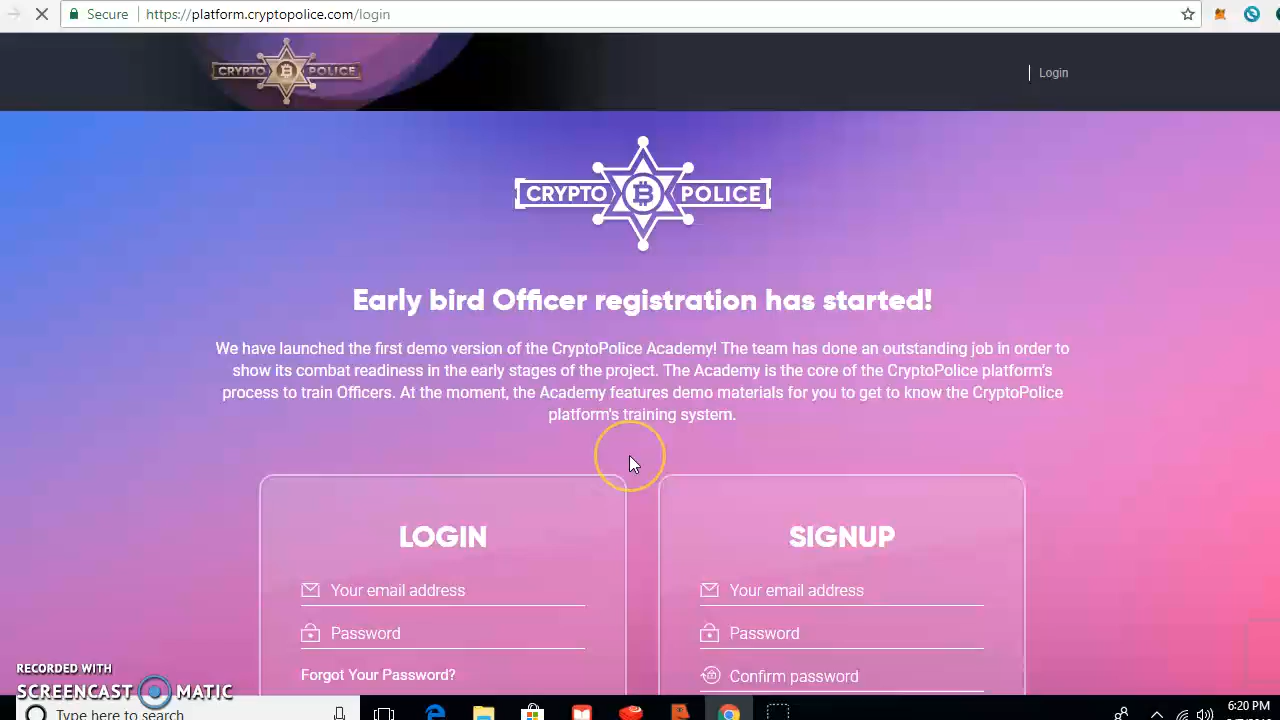 Secure https://platform.cryptopolice.com/login
CRYPTO POLICE
Login
CRYPTO POLICE
Early bird Officer registration has started!
We have launched the first demo version of the CryptoPolice Academy! The team has done an outstanding job in order to
show its combat readiness in the early stages of the project. The Academy is the core of the CryptoPolice platform's
process to train Officers. At the moment, the Academy features demo materials for you to get to know the CryptoPolice
platform's training system.
LOGIN
Your email address
Password
Forgot Your Password?
SIGNUP
Your email address
Password
Confirm password
RECORDED WITH
SCREENCAST MATIC
Type here to search
6:20 PM